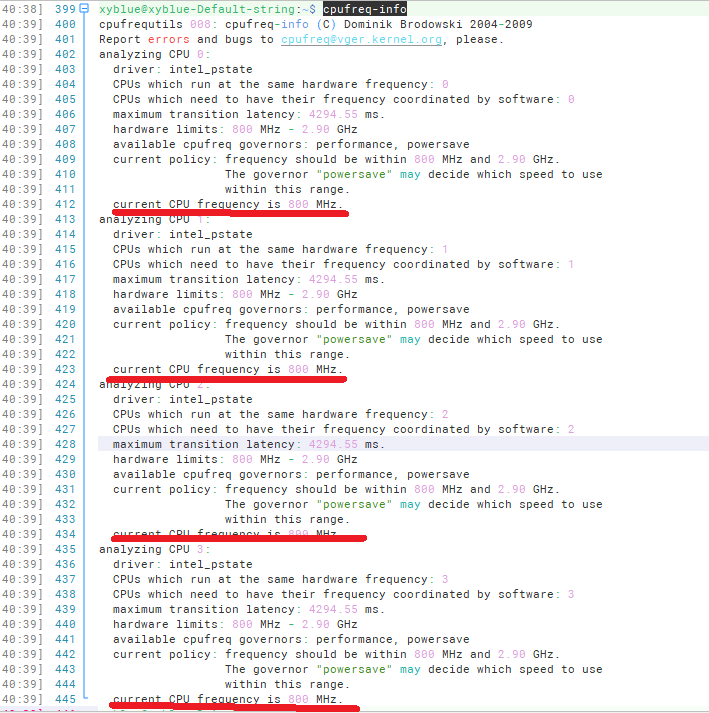 40:38] 399 xyblue@xyblue-Default-string:~$ cpufreq-info
40:39] 400 cpufrequtils 008: cpufreq-info (C) Dominik Brodowski 2004-2009
40:39] 401 Report errors and bugs to cpufreq@vger.kernel.org, please.
40:39] 402 analyzing CPU 0:
40:39] 403 driver: intel_pstate
40:39] 404 CPUs which run at the same hardware frequency: 0
40:39] 405 CPUs which need to have their frequency coordinated by software: 0
40:39] 406 maximum transition latency: 4294.55 ms.
40:39] 407 hardware limits: 800 MHz - 2.90 GHz
40:39] 408 available cpufreq governors: performance, powersave
40:39] 409 current policy: frequency should be within 800 MHz and 2.90 GHz.
40:39] 410 The governor "powersave" may decide which speed to use
40:39] 411 within this range.
40:39] 412 current CPU frequency is 800 MHz.
40:39] 413 analyzing CPU 1:
40:39] 414 driver: intel_pstate
40:39] 415 CPUs which run at the same hardware frequency: 1
40:39] 416 CPUs which need to have their frequency coordinated by software: 1
40:39] 417 maximum transition latency: 4294.55 ms.
40:39] 418 hardware limits: 800 MHz - 2.90 GHz
40:39] 419 available cpufreq governors: performance, powersave
40:39] 420 current policy: frequency should be within 800 MHz and 2.90 GHz.
40:39] 421 The governor "powersave" may decide which speed to use
40:39] 422 within this range.
40:39] 423 current CPU frequency is 800 MHz.
40:39] 424 analyzing CPU 2:
40:39] 425 driver: intel_pstate
40:39] 426 CPUs which run at the same hardware frequency: 2
40:39] 427 CPUs which need to have their frequency coordinated by software: 2
40:39] 428 maximum transition latency: 4294.55 ms.
40:39] 429 hardware limits: 800 MHz - 2.90 GHz
40:39] 430 available cpufreq governors: performance, powersave
40:39] 431 current policy: frequency should be within 800 MHz and 2.90 GHz.
40:39] 432 The governor "powersave" may decide which speed to use
40:39] 433 within this range.
40:39] 434 current CPU frequency is 800 MHz.
40:39] 435 analyzing CPU 3:
40:39] 436 driver: intel_pstate
40:39] 437 CPUs which run at the same hardware frequency: 3
40:39] 438 CPUs which need to have their frequency coordinated by software: 3
40:39] 439 maximum transition latency: 4294.55 ms.
40:39] 440 hardware limits: 800 MHz - 2.90 GHz
40:39] 441 available cpufreq governors: performance, powersave
40:39] 442 current policy: frequency should be within 800 MHz and 2.90 GHz.
40:39] 443 The governor "powersave" may decide which speed to use
40:39] 444 within this range.
40:39] 445 current CPU frequency is 800 MHz.